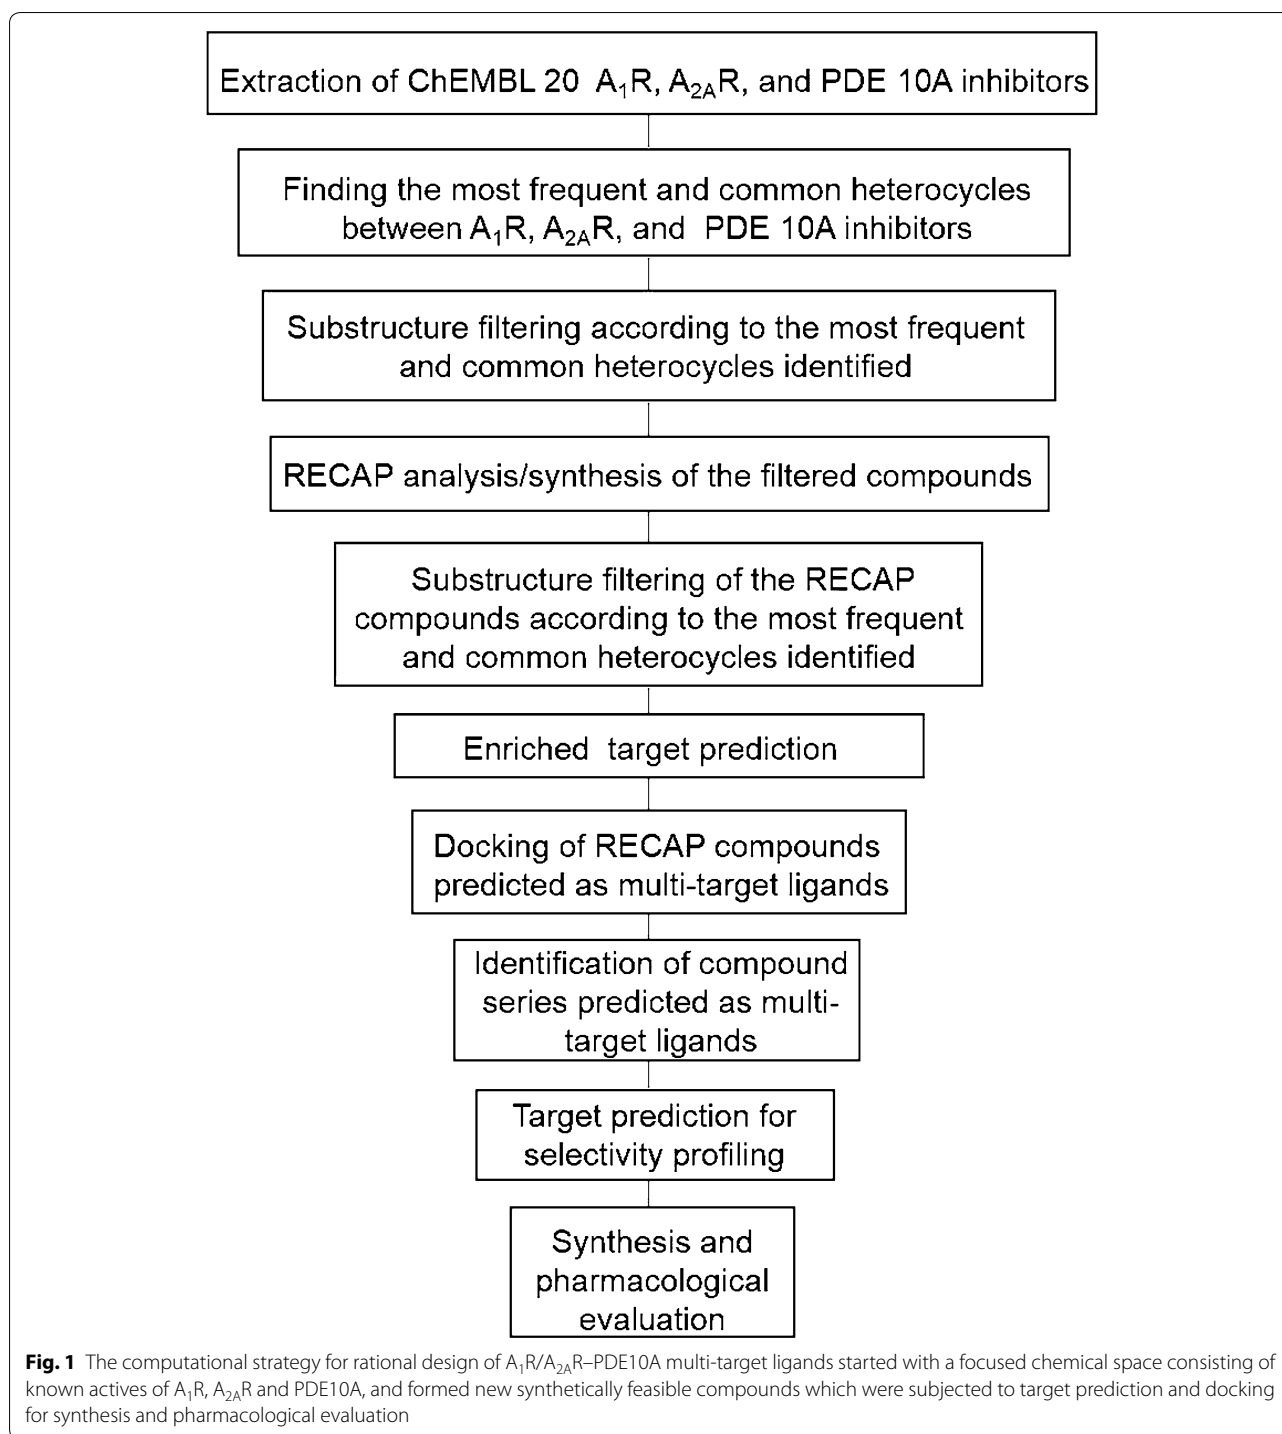 Extraction of ChEMBL 20 A₁R, A₂ₐR, and PDE 10A inhibitors
Finding the most frequent and common heterocycles
between A₁R, A₂ₐR, and PDE 10A inhibitors
Substructure filtering according to the most frequent
and common heterocycles identified
RECAP analysis/synthesis of the filtered compounds
Substructure filtering of the RECAP
compounds according to the most frequent
and common heterocycles identified
Enriched target prediction
Docking of RECAP compounds
predicted as multi-target ligands
Identification of compound
series predicted as multi-
target ligands
Target prediction for
selectivity profiling
Synthesis and
pharmacological
evaluation
Fig. 1 The computational strategy for rational design of A₁R/A₂ₐR–PDE10A multi-target ligands started with a focused chemical space consisting of
known actives of A₁R, A₂ₐR and PDE10A, and formed new synthetically feasible compounds which were subjected to target prediction and docking
for synthesis and pharmacological evaluation